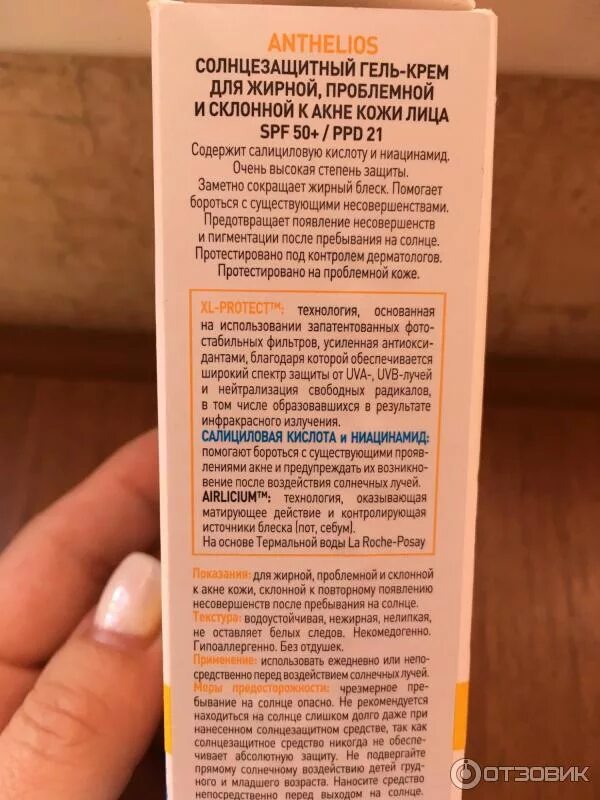 ANTHELIOS
СОЛНЦЕЗАЩИТНЫЙ ГЕЛЬ-КРЕМ
ДЛЯ ЖИРНОЙ, ПРОБЛЕМНОЙ
И СКЛОННОЙ К АКНЕ КОЖИ ЛИЦА
SPF 50+ / PPD 21
Содержит салициловую кислоту и ниацинамид.
Очень высокая степень защиты.
Заметно сокращает жирный блеск. Помогает
бороться с существующими несовершенствами.
Предотвращает появление несовершенств
и пигментации после пребывания на солнце.
Протестировано под контролем дерматологов.
Протестировано на проблемной коже.
XL-PROTECT™: технология, основанная
на использовании запатентованных фото-
стабильных фильтров, усиленная антиокси-
дантами, благодаря которой обеспечивается
широкий спектр защиты от UVA-, UVB-лучей
и нейтрализация свободных радикалов,
в том числе образовавшихся в результате
инфракрасного излучения.
САЛИЦИЛОВАЯ КИСЛОТА и НИАЦИНАМИД:
помогают бороться с существующими прояв-
лениями акне и предупреждать их возникно-
вение после воздействия солнечных лучей.
AIRLICIUM™: технология, оказывающая
матирующее действие и контролирующая
источники блеска (пот, себум).
На основе Термальной воды La Roche-Posay
Показания: для жирной, проблемной и склонной
к акне кожи, склонной к повторному появлению
несовершенств после пребывания на солнце.
Текстура: водоустойчивая, нежирная, нелипкая,
не оставляет белых следов. Некомедогенно.
Гипоаллергенно. Без отдушек.
Применение: использовать ежедневно или непо-
средственно перед воздействием солнечных лучей.
Меры предосторожности: чрезмерное пре-
бывание на солнце опасно. Не рекомендуется
находиться на солнце слишком долго даже при
нанесенном солнцезащитном средстве, так как
солнцезащитное средство никогда не обеспе-
чивает абсолютную защиту. Не подвергайте
прямому солнечному воздействию детей груд-
ного и младшего возраста. Наносите средство
непосредственно перед выходом на солнце.
ОТЗОВИК